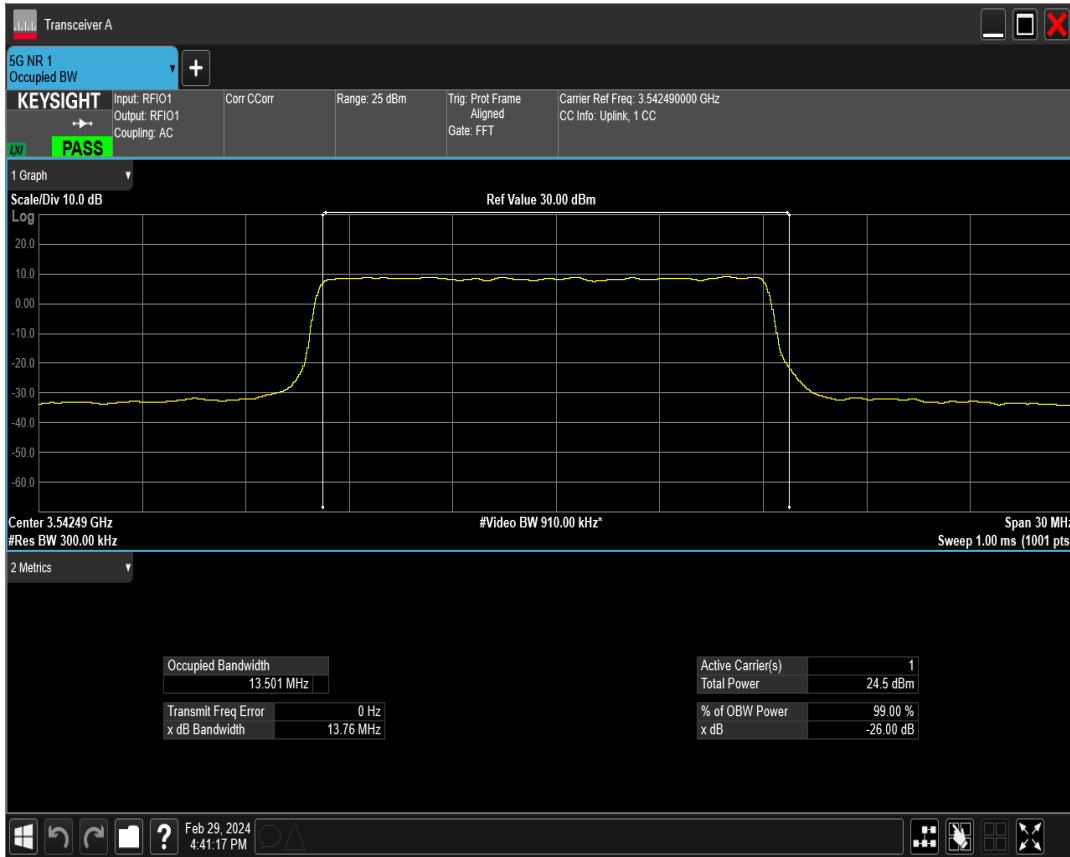 Transceiver A
5G NR 1
Occupied BW
+
KEYSIGHT
LXI
PASS
Input: RFIO1
Output: RFIO1
Coupling: AC
Corr CCorr
Range: 25 dBm
Trig: Prot Frame
Aligned
Gate: FFT
Carrier Ref Freq: 3.542490000 GHz
CC Info: Uplink, 1 CC
1 Graph
Scale/Div 10.0 dB
Ref Value 30.00 dBm
Log
20.0
10.0
0.00
-10.0
-20.0
-30.0
-40.0
-50.0
-60.0
Center 3.54249 GHz
#Video BW 910.00 kHz*
Span 30 MHz
#Res BW 300.00 kHz
Sweep 1.00 ms (1001 pts
2 Metrics
Occupied Bandwidth
13.501 MHz
Transmit Freq Error 0 Hz
x dB Bandwidth 13.76 MHz
Active Carrier(s) 1
Total Power 24.5 dBm
% of OBW Power 99.00 %
x dB -26.00 dB
?
Feb 29, 2024
4:41:17 PM